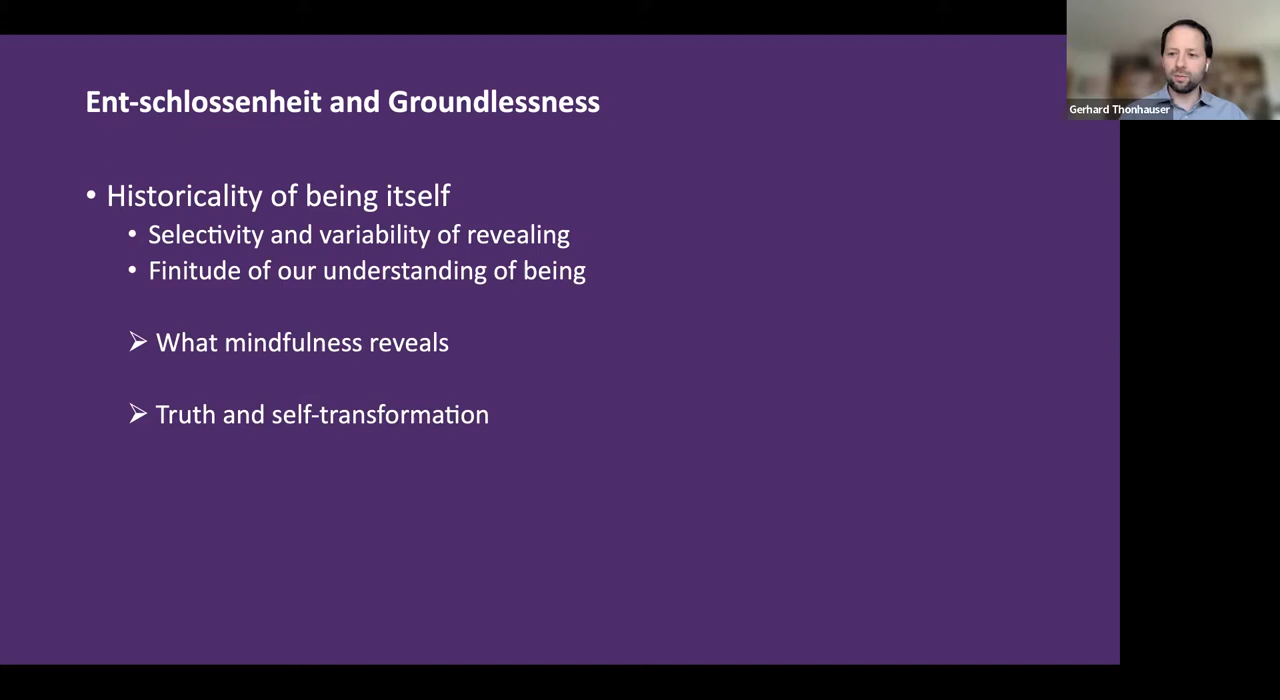 Ent-schlossenheit and Groundlessness
• Historicality of being itself
• Selectivity and variability of revealing
• Finitude of our understanding of being
➢ What mindfulness reveals
➢ Truth and self-transformation
Gerhard Thonhauser